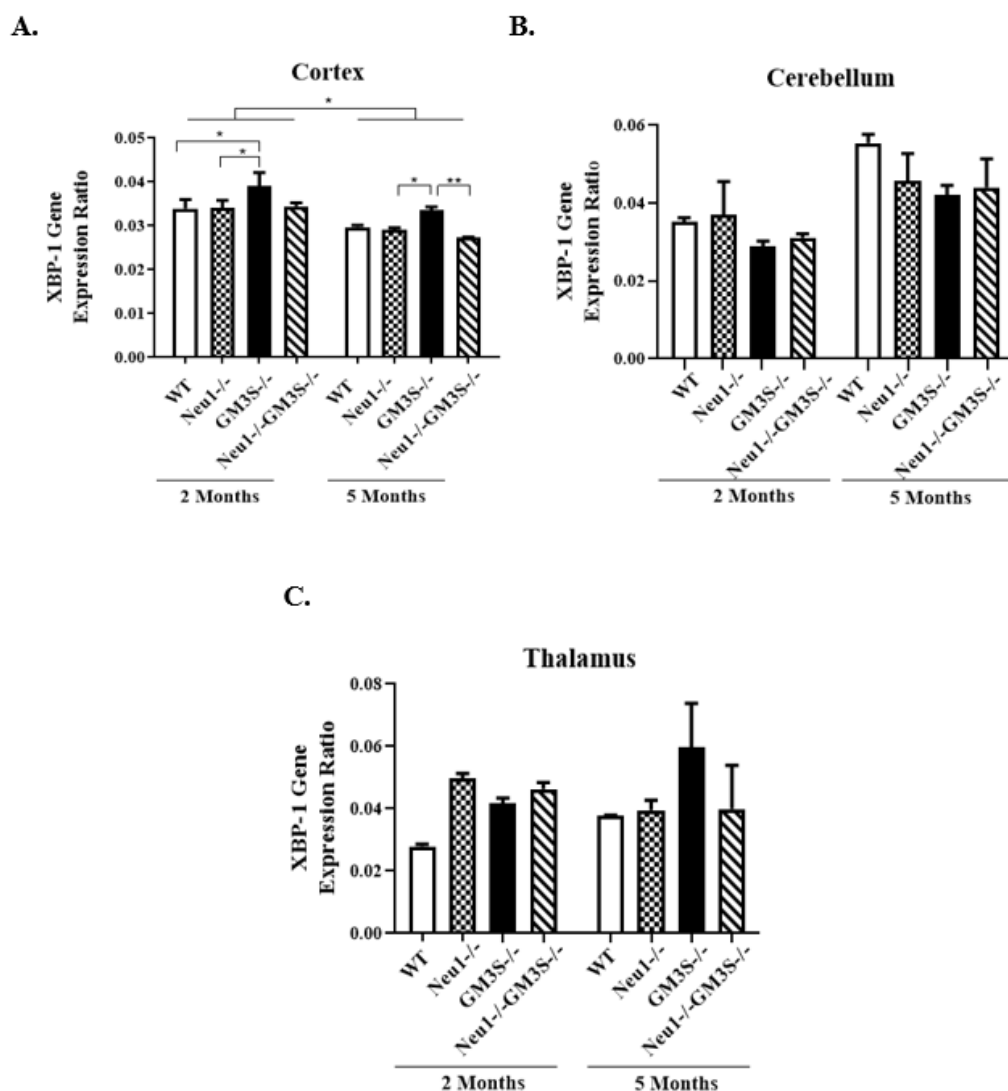 A.
Cortex
*
*
*
*
**
XBP-1 Gene
Expression Ratio
0.05
0.04
0.03
0.02
0.01
0.00
WT
Neu1-/-
GM3S-/-
Neu1-/-GM3S-/-
WT
Neu1-/-
GM3S-/-
Neu1-/-GM3S-/-
2 Months
5 Months
B.
Cerebellum
XBP-1 Gene
Expression Ratio
0.06
0.04
0.02
0.00
WT
Neu1-/-
GM3S-/-
Neu1-/-GM3S-/-
WT
Neu1-/-
GM3S-/-
Neu1-/-GM3S-/-
2 Months
5 Months
C.
Thalamus
XBP-1 Gene
Expression Ratio
0.08
0.06
0.04
0.02
0.00
WT
Neu1-/-
GM3S-/-
Neu1-/-GM3S-/-
WT
Neu1-/-
GM3S-/-
Neu1-/-GM3S-/-
2 Months
5 Months